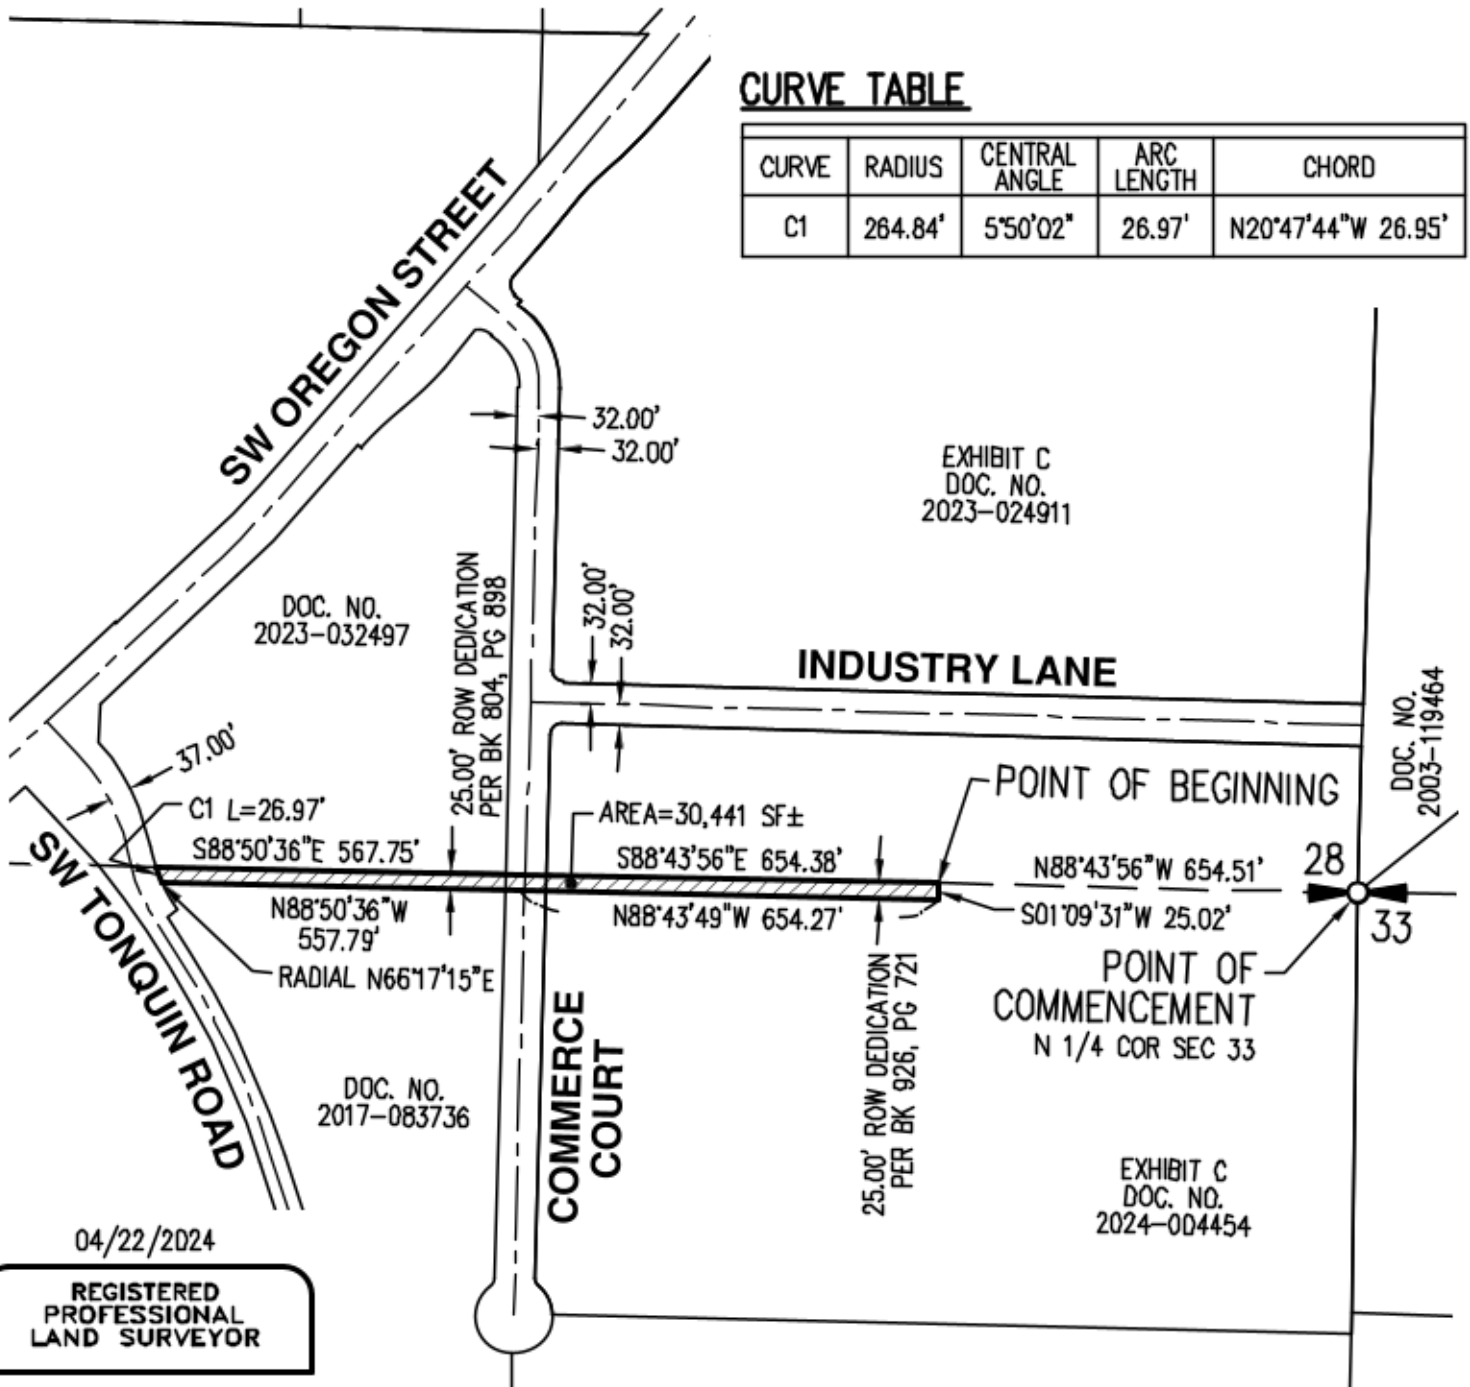 CURVE TABLE
CURVE
RADIUS
CENTRAL
ANGLE
ARC
LENGTH
CHORD
C1
264.84'
5°50'02"
26.97'
N20°47'44"W 26.95'
SW OREGON STREET
32.00'
32.00'
EXHIBIT C
DOC. NO.
2023-024911
DOC. NO.
2023-032497
25.00' ROW DEDICATION
PER BK 804, PG 898
32.00'
32.00'
INDUSTRY LANE
DOC. NO.
2003-119464
37.00'
C1 L=26.97'
S88°50'36"E 567.75'
AREA=30,441 SF±
S88°43'56"E 654.38'
POINT OF BEGINNING
N88°43'56"W 654.51'
28
33
SW TONQUIN ROAD
N88°50'36"W
557.79'
N88°43'49"W 654.27'
S01°09'31"W 25.02'
RADIAL N66°17'15"E
POINT OF
COMMENCEMENT
N 1/4 COR SEC 33
COMMERCE
COURT
25.00' ROW DEDICATION
PER BK 926, PG 721
DOC. NO.
2017-083736
EXHIBIT C
DOC. NO.
2024-004454
04/22/2024
REGISTERED
PROFESSIONAL
LAND SURVEYOR